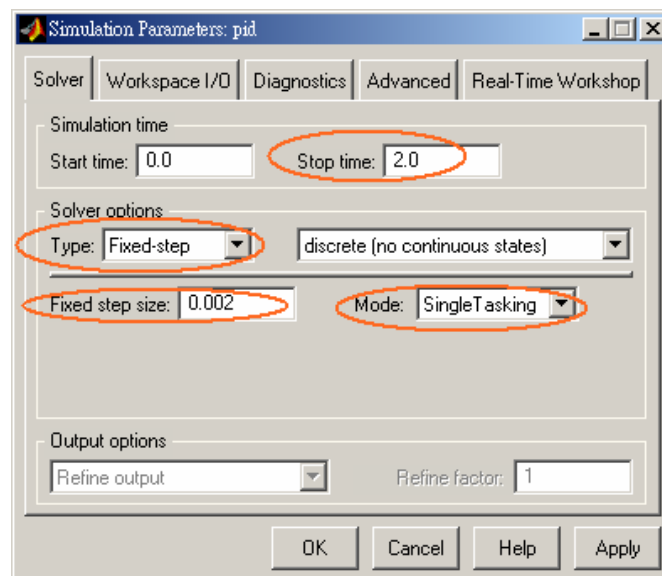 Simulation Parameters: pid
Solver Workspace I/O Diagnostics Advanced Real-Time Workshop
Simulation time
Start time: 0.0 Stop time: 2.0
Solver options
Type: Fixed-step discrete (no continuous states)
Fixed step size: 0.002 Mode: SingleTasking
Output options
Refine output Refine factor: 1
OK Cancel Help Apply